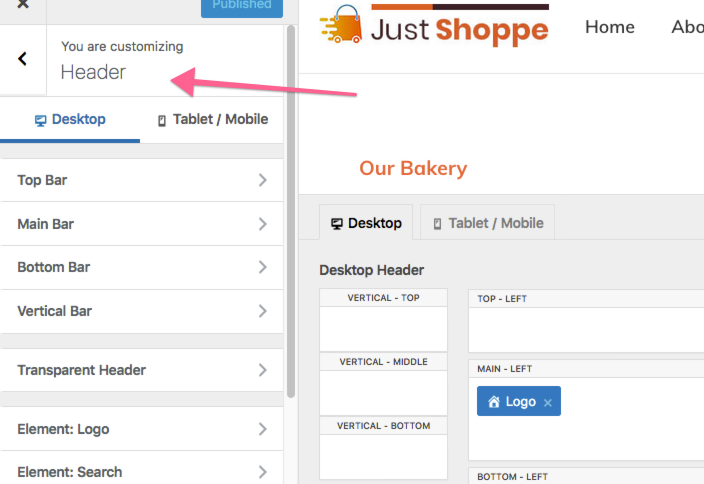 Published
You are customizing
Header
Desktop
Tablet / Mobile
Top Bar
Main Bar
Bottom Bar
Vertical Bar
Transparent Header
Element: Logo
Element: Search
Just Shoppe
Home
Abo
Our Bakery
Desktop
Tablet / Mobile
Desktop Header
VERTICAL - TOP
TOP - LEFT
VERTICAL - MIDDLE
MAIN - LEFT
Logo ×
VERTICAL - BOTTOM
BOTTOM - LEFT